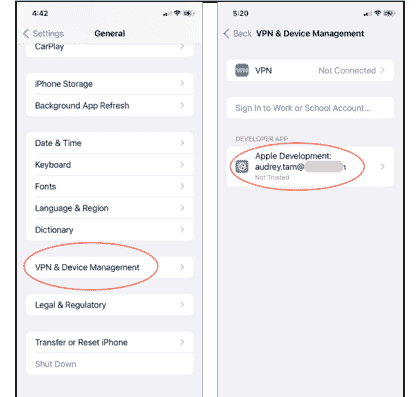 4:42
Settings
General
CarPlay
iPhone Storage
Background App Refresh
Date & Time
Keyboard
Fonts
Language & Region
Dictionary
VPN & Device Management
Legal & Regulatory
Transfer or Reset iPhone
Shut Down
5:20
Back
VPN & Device Management
VPN
VPN
Not Connected
Sign In to Work or School Account...
DEVELOPER APP
Apple Development:
audrey.tam@
Not Trusted